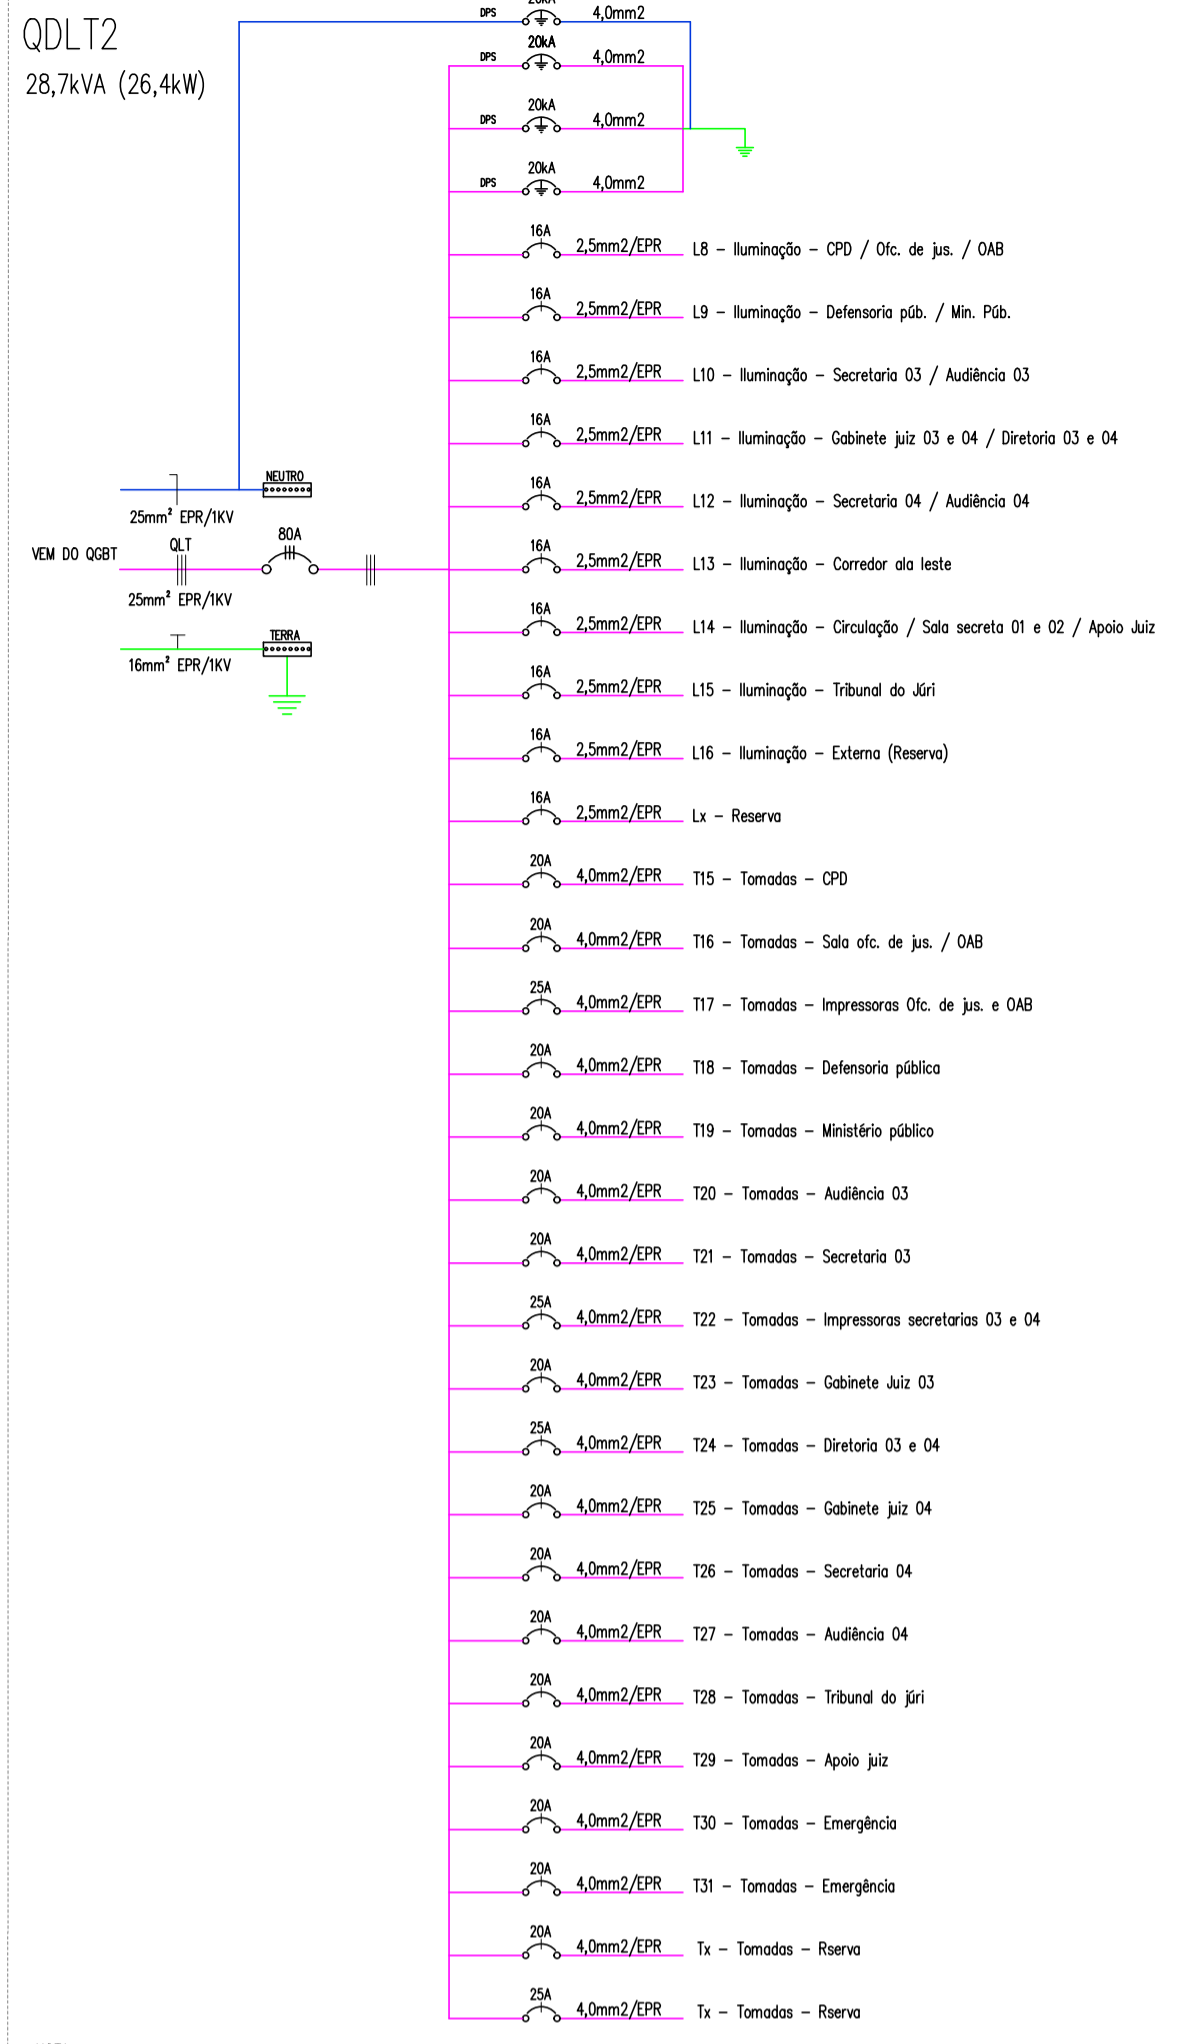 QDLT2
28,7kVA (26,4kW)
DPS 20kA 4,0mm2
DPS 20kA 4,0mm2
DPS 20kA 4,0mm2
DPS 20kA 4,0mm2
16A 2,5mm2/EPR L8 - Iluminação - CPD / Ofc. de jus. / OAB
16A 2,5mm2/EPR L9 - Iluminação - Defensoria púb. / Min. Púb.
16A 2,5mm2/EPR L10 - Iluminação - Secretaria 03 / Audiência 03
16A 2,5mm2/EPR L11 - Iluminação - Gabinete juiz 03 e 04 / Diretoria 03 e 04
16A 2,5mm2/EPR L12 - Iluminação - Secretaria 04 / Audiência 04
16A 2,5mm2/EPR L13 - Iluminação - Corredor ala leste
16A 2,5mm2/EPR L14 - Iluminação - Circulação / Sala secreta 01 e 02 / Apoio Juiz
16A 2,5mm2/EPR L15 - Iluminação - Tribunal do Júri
16A 2,5mm2/EPR L16 - Iluminação - Externa (Reserva)
16A 2,5mm2/EPR Lx - Reserva
20A 4,0mm2/EPR T15 - Tomadas - CPD
20A 4,0mm2/EPR T16 - Tomadas - Sala ofc. de jus. / OAB
25A 4,0mm2/EPR T17 - Tomadas - Impressoras Ofc. de jus. e OAB
20A 4,0mm2/EPR T18 - Tomadas - Defensoria pública
20A 4,0mm2/EPR T19 - Tomadas - Ministério público
20A 4,0mm2/EPR T20 - Tomadas - Audiência 03
20A 4,0mm2/EPR T21 - Tomadas - Secretaria 03
25A 4,0mm2/EPR T22 - Tomadas - Impressoras secretarias 03 e 04
20A 4,0mm2/EPR T23 - Tomadas - Gabinete Juiz 03
25A 4,0mm2/EPR T24 - Tomadas - Diretoria 03 e 04
20A 4,0mm2/EPR T25 - Tomadas - Gabinete juiz 04
20A 4,0mm2/EPR T26 - Tomadas - Secretaria 04
20A 4,0mm2/EPR T27 - Tomadas - Audiência 04
20A 4,0mm2/EPR T28 - Tomadas - Tribunal do júri
20A 4,0mm2/EPR T29 - Tomadas - Apoio juiz
20A 4,0mm2/EPR T30 - Tomadas - Emergência
20A 4,0mm2/EPR T31 - Tomadas - Emergência
20A 4,0mm2/EPR Tx - Tomadas - Rserva
25A 4,0mm2/EPR Tx - Tomadas - Rserva
NEUTRO
25mm² EPR/1KV
VEM DO QGBT QLT 80A
25mm² EPR/1KV
TERRA
16mm² EPR/1KV